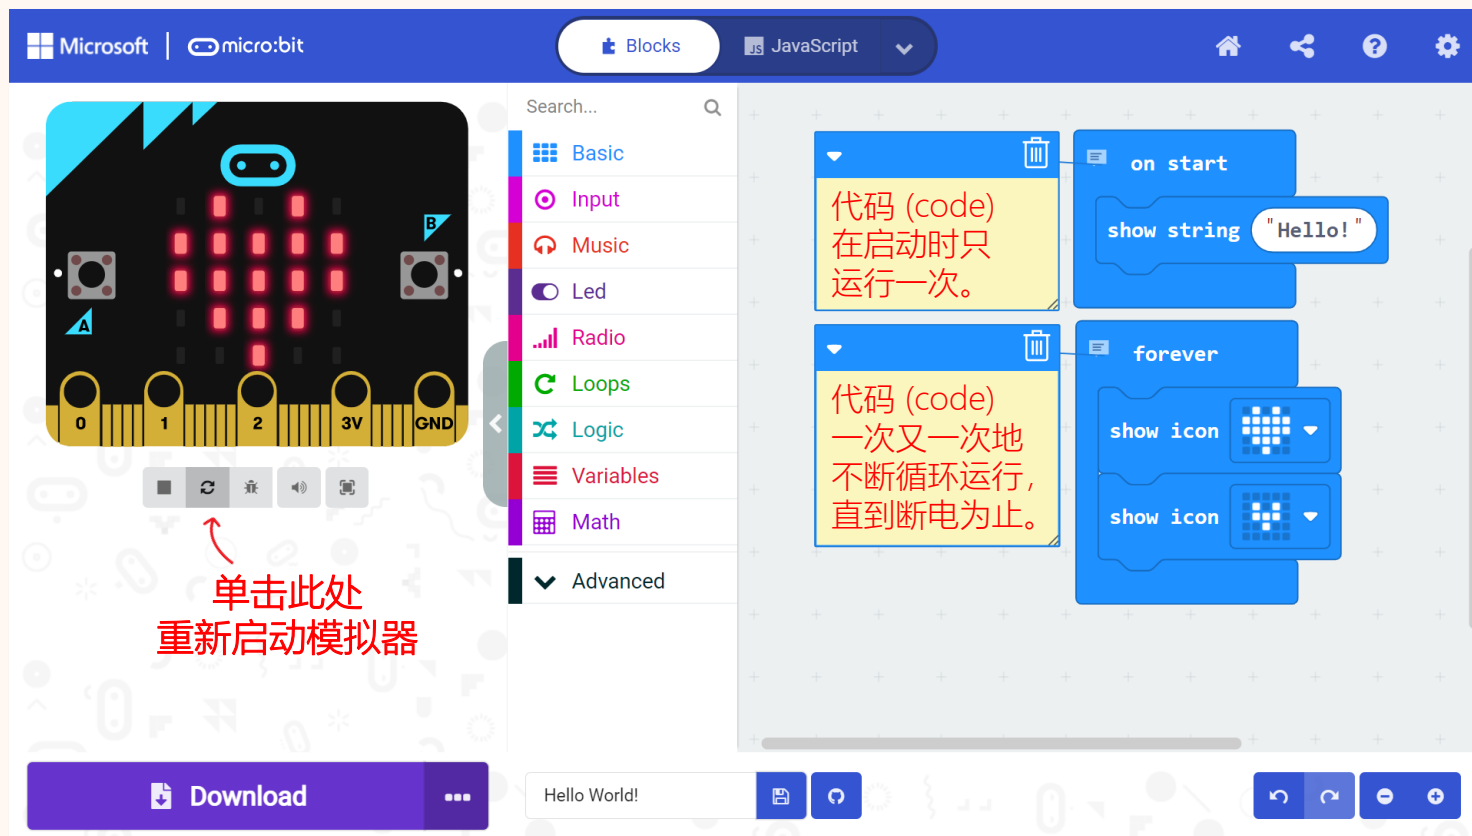 Microsoft
micro:bit
Blocks
JS JavaScript
B
A
0
1
2
3V
GND
单击此处
重新启动模拟器
Search...
Basic
Input
Music
Led
Radio
Loops
Logic
Variables
Math
Advanced
代码 (code)
在启动时只
运行一次。
on start
show string "Hello!"
代码 (code)
一次又一次地
不断循环运行，
直到断电为止。
forever
show icon
show icon
Download
Hello World!